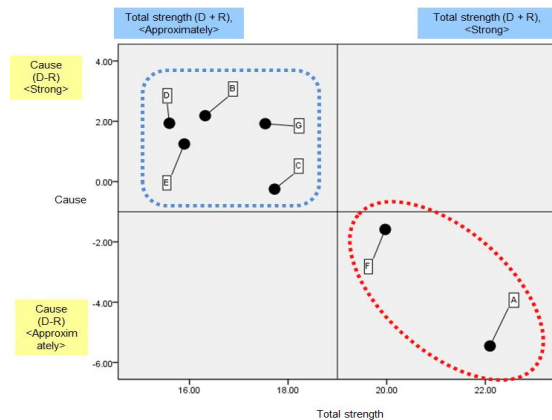 Total strength (D + R),
<Approximately>
Total strength (D + R),
<Strong>
Cause
(D-R)
<Strong>
4.00
D
B
2.00
G
C
0.00
E
Cause
-2.00
F
Cause
(D-R)
<Approxim
ately>
-4.00
A
-6.00
16.00
18.00
20.00
22.00
Total strength